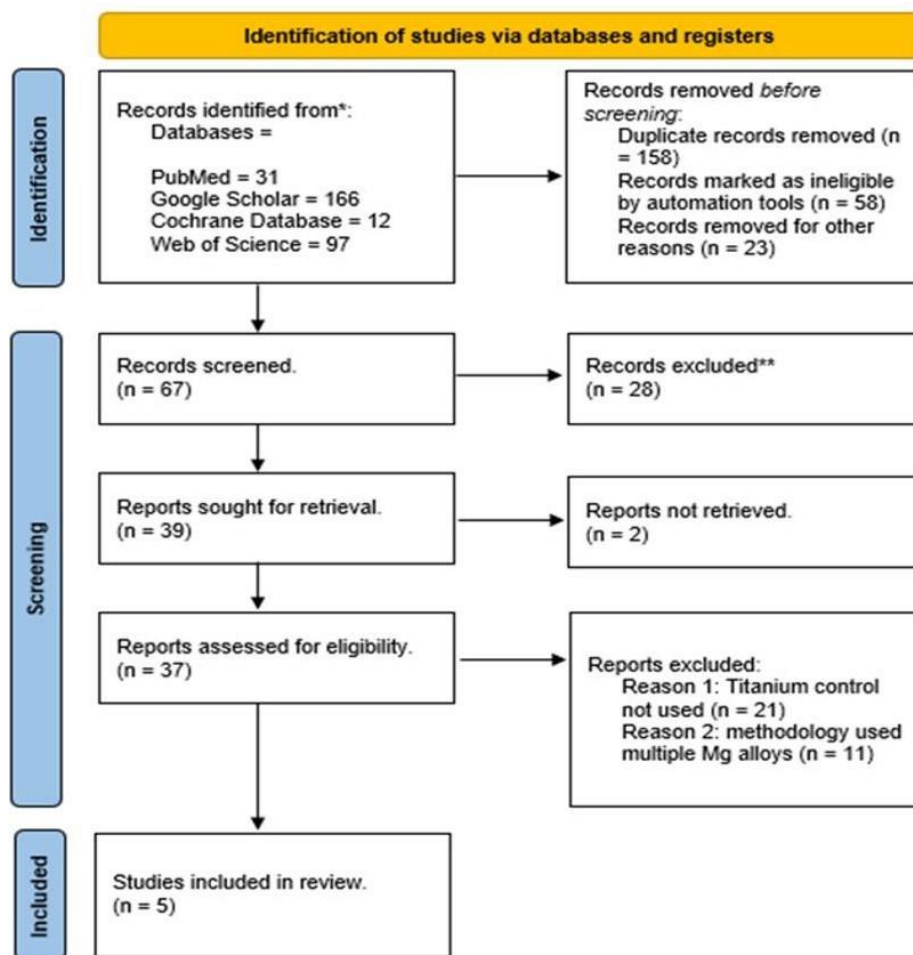 Identification of studies via databases and registers
Identification
Records identified from*:
Databases =
PubMed = 31
Google Scholar = 166
Cochrane Database = 12
Web of Science = 97
Records removed before
screening:
Duplicate records removed (n
= 158)
Records marked as ineligible
by automation tools (n = 58)
Records removed for other
reasons (n = 23)
Screening
Records screened.
(n = 67)
Records excluded**
(n = 28)
Reports sought for retrieval.
(n = 39)
Reports not retrieved.
(n = 2)
Reports assessed for eligibility.
(n = 37)
Reports excluded:
Reason 1: Titanium control
not used (n = 21)
Reason 2: methodology used
multiple Mg alloys (n = 11)
Included
Studies included in review.
(n = 5)